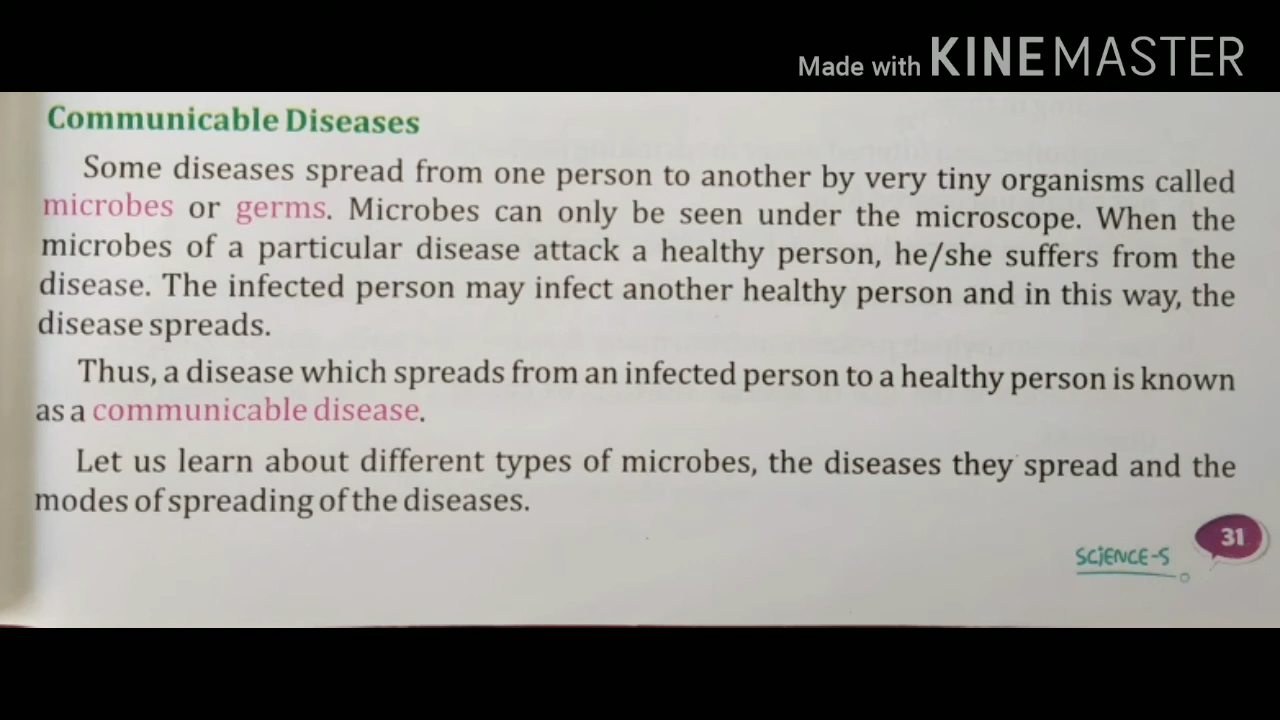 Made with KINEMASTER
Communicable Diseases
Some diseases spread from one person to another by very tiny organisms called
microbes or germs. Microbes can only be seen under the microscope. When the
microbes of a particular disease attack a healthy person, he/she suffers from the
disease. The infected person may infect another healthy person and in this way, the
disease spreads.
Thus, a disease which spreads from an infected person to a healthy person is known
as a communicable disease.
Let us learn about different types of microbes, the diseases they spread and the
modes of spreading of the diseases.
SCIENCE-5
31